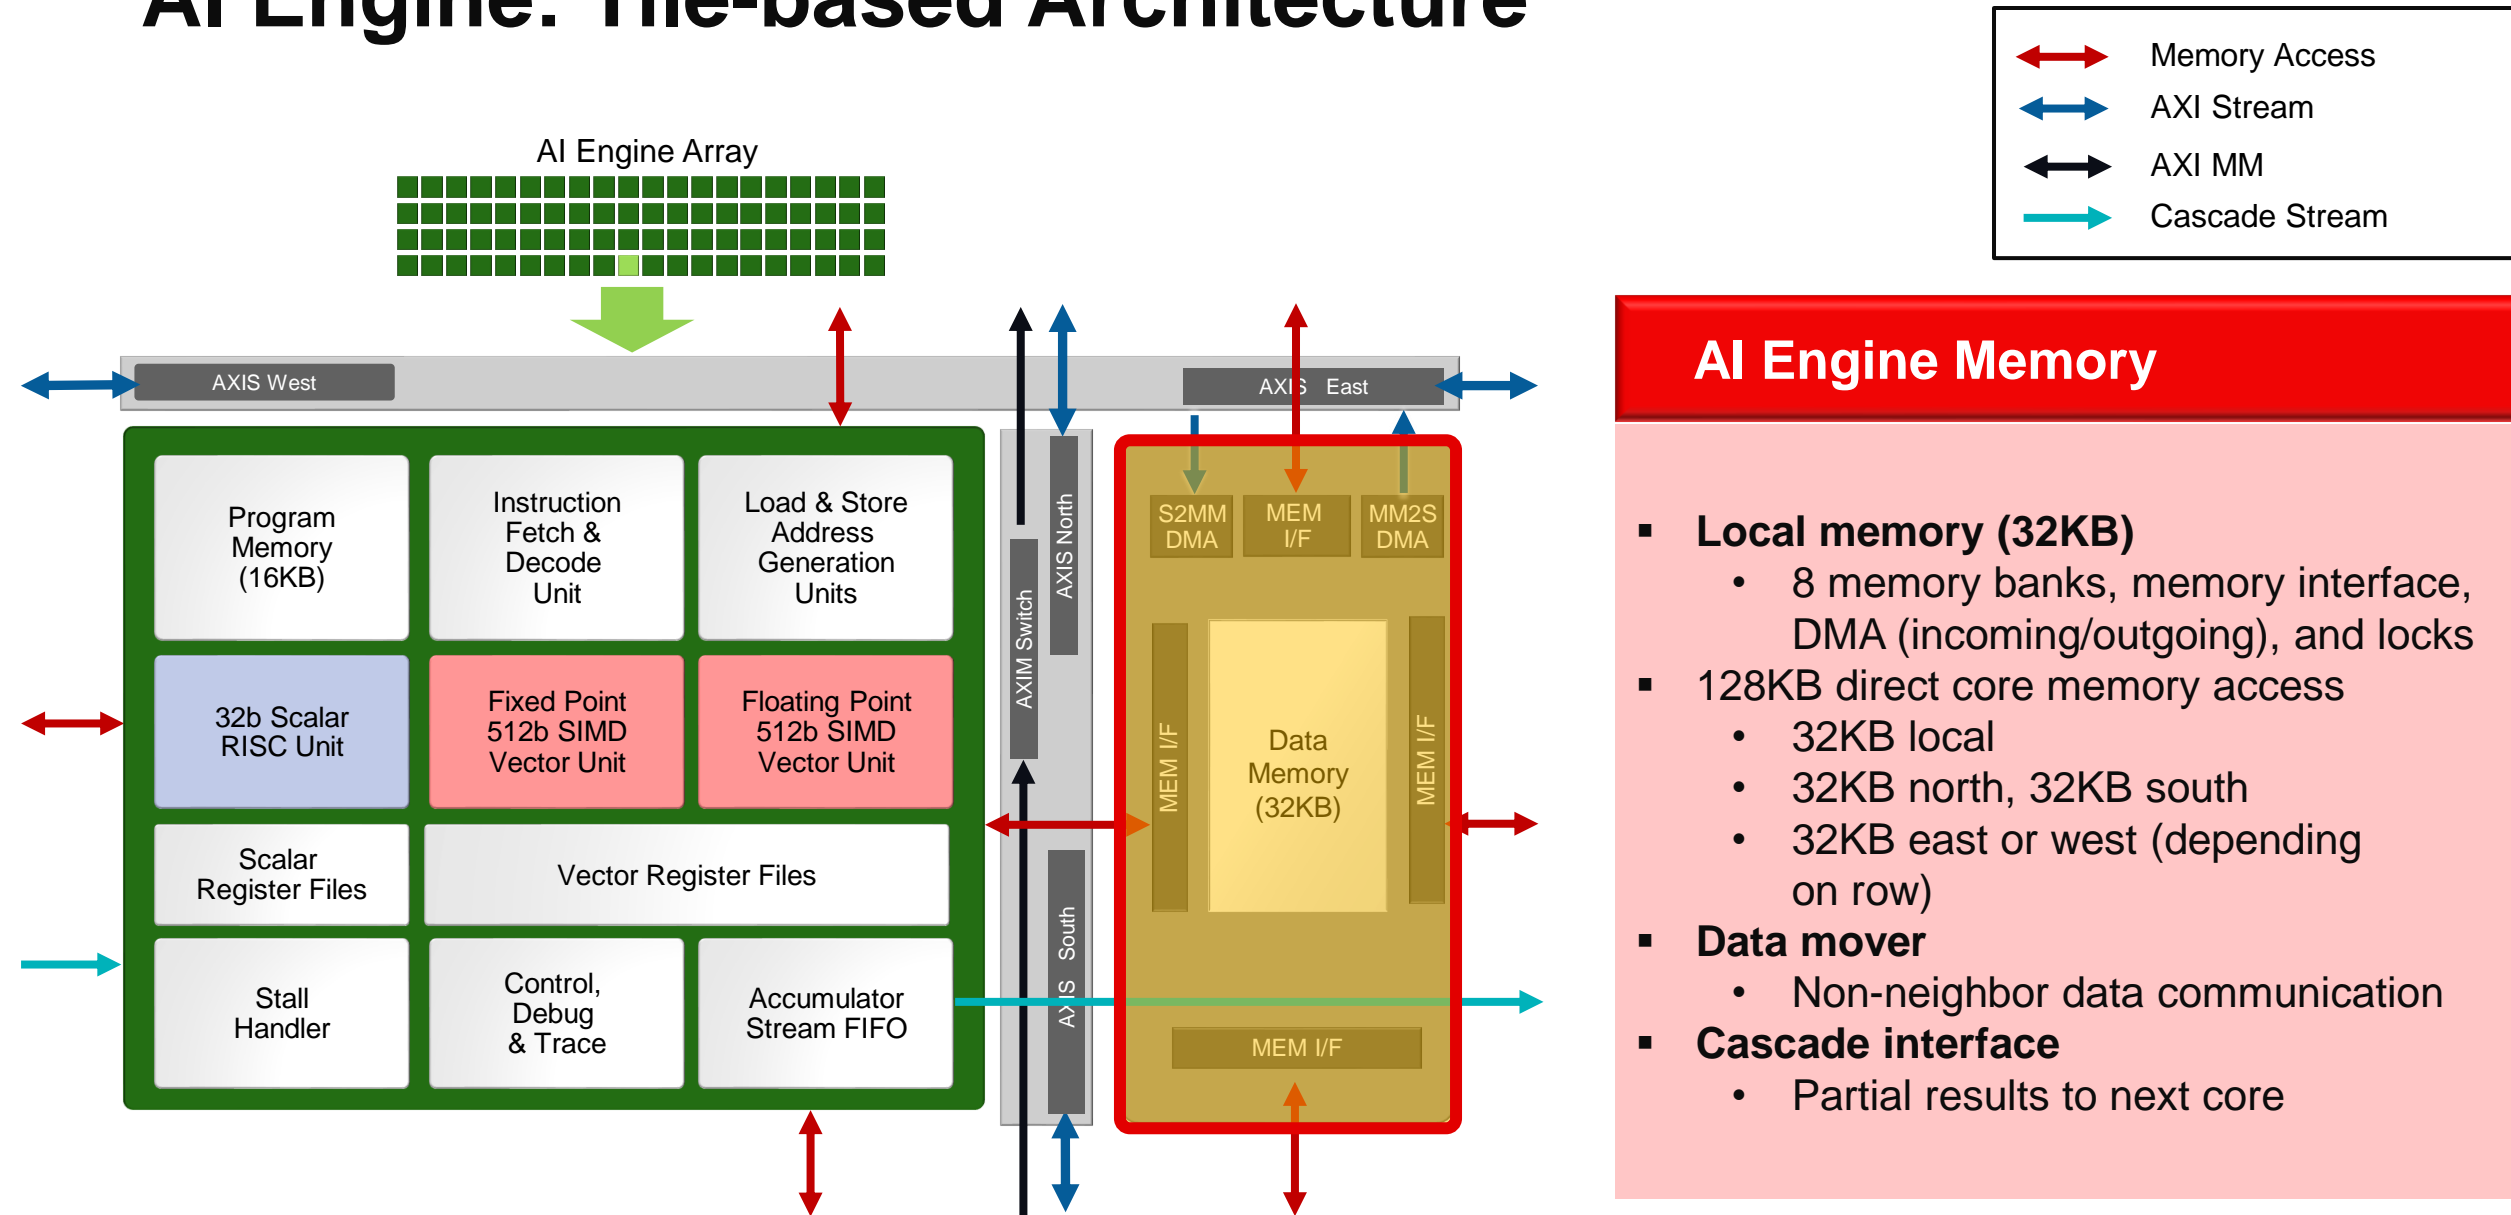 AI Engine: Tile-based Architecture
Memory Access
AXI Stream
AXI MM
Cascade Stream
AI Engine Array
AXIS West
AXIS East
Program
Memory
(16KB)
Instruction
Fetch &
Decode
Unit
Load & Store
Address
Generation
Units
32b Scalar
RISC Unit
Fixed Point
512b SIMD
Vector Unit
Floating Point
512b SIMD
Vector Unit
Scalar
Register Files
Vector Register Files
Stall
Handler
Control,
Debug
& Trace
Accumulator
Stream FIFO
AXIM Switch
AXIS North
AXIS South
S2MM
DMA
MEM
I/F
MM2S
DMA
MEM I/F
Data
Memory
(32KB)
MEM I/F
MEM I/F
AI Engine Memory
▪ Local memory (32KB)
• 8 memory banks, memory interface,
DMA (incoming/outgoing), and locks
▪ 128KB direct core memory access
• 32KB local
• 32KB north, 32KB south
• 32KB east or west (depending
on row)
▪ Data mover
• Non-neighbor data communication
▪ Cascade interface
• Partial results to next core